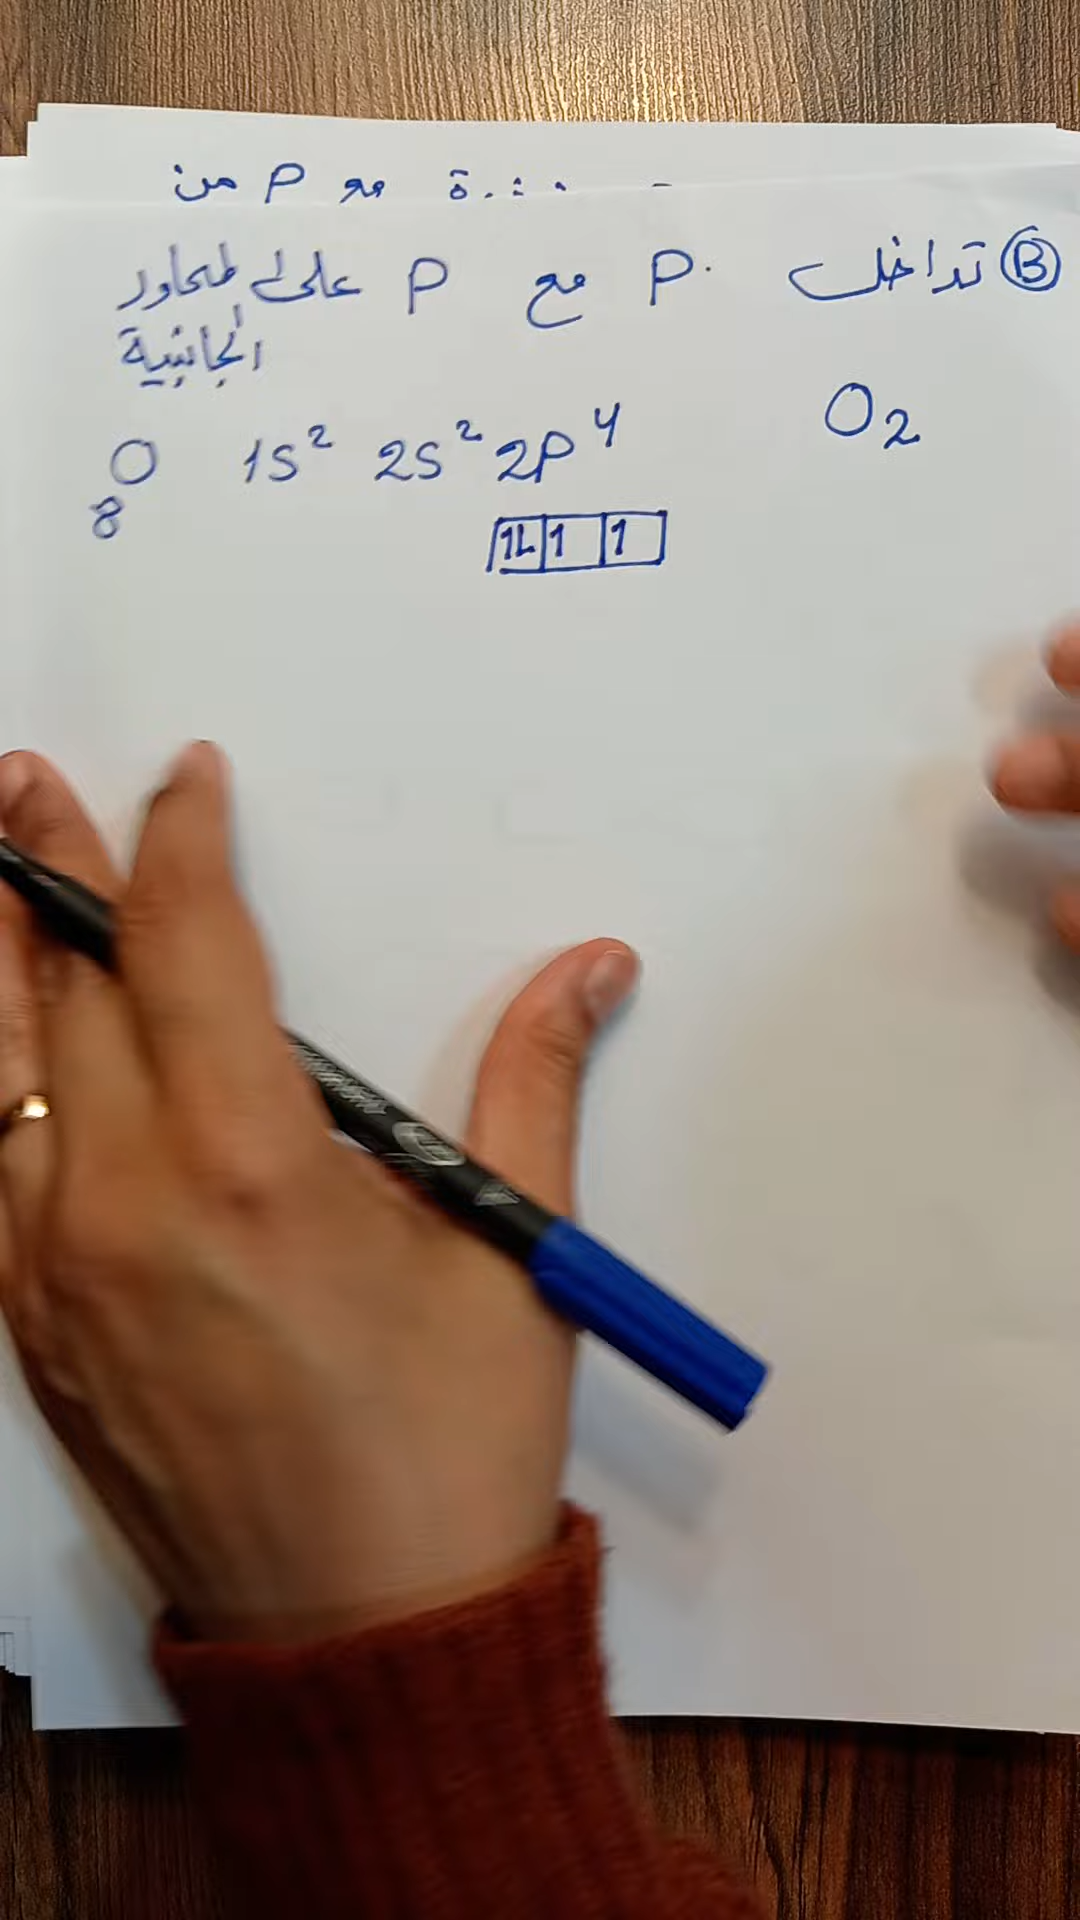 مع P من
Ⓑ تداخل P مع P على المحاور
الجانبية
O₂
₈O 1s² 2s² 2p⁴
1L 1 1